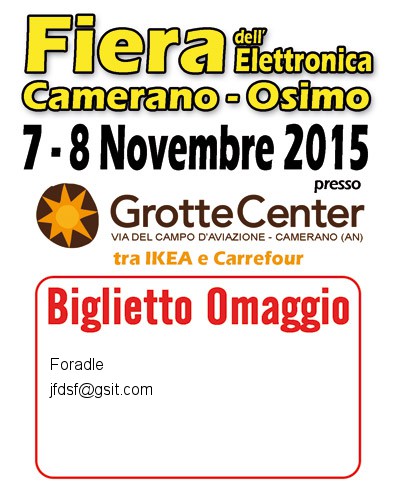 Fiera dell'
Elettronica
Camerano - Osimo
7 - 8 Novembre 2015
presso
GrotteCenter
VIA DEL CAMPO D'AVIAZIONE - CAMERANO (AN)
tra IKEA e Carrefour
Biglietto Omaggio
Foradle
jfdsf@gsit.com